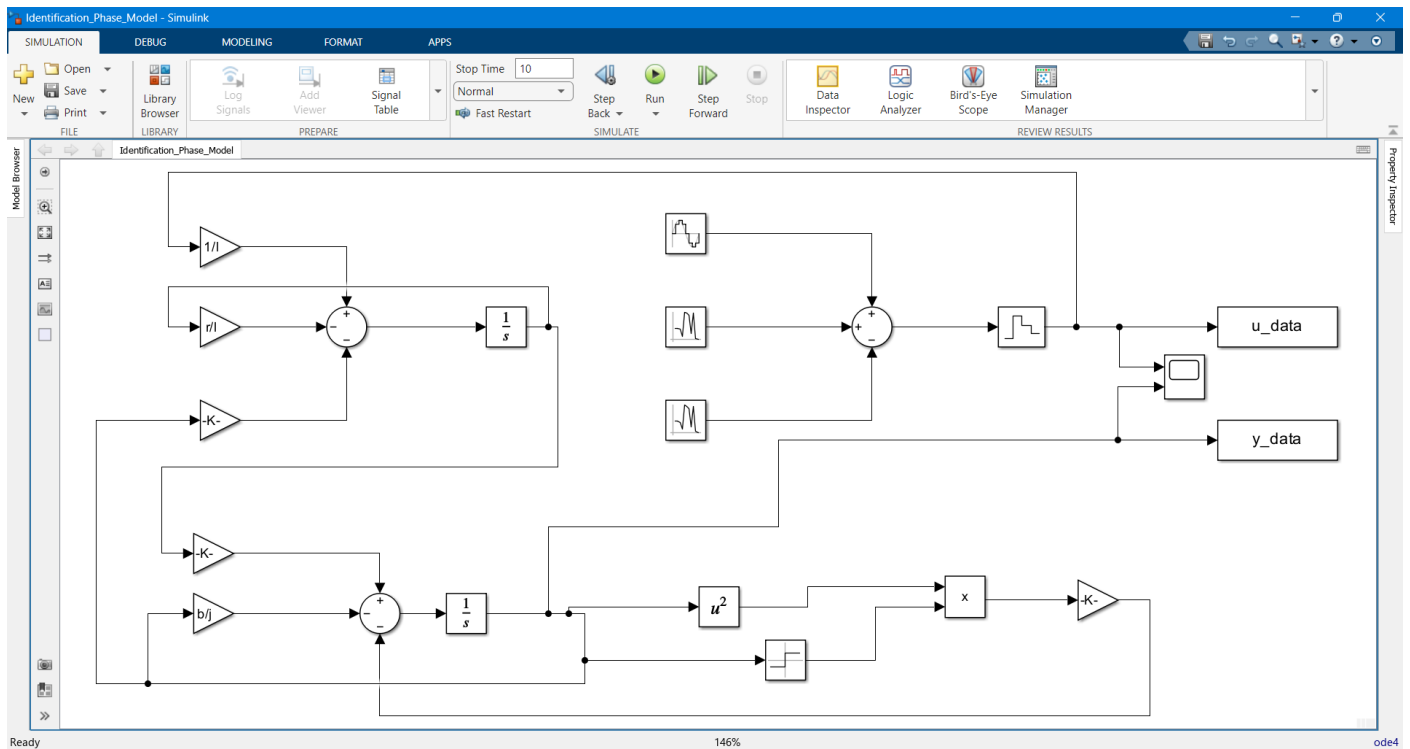 Identification_Phase_Model - Simulink
SIMULATION DEBUG MODELING FORMAT APPS
New
Open
Save
Print
FILE
Library Browser
LIBRARY
Log Signals
Add Viewer
Signal Table
PREPARE
Stop Time 10
Normal
Fast Restart
Step Back
Run
Step Forward
Stop
SIMULATE
Data Inspector
Logic Analyzer
Bird's-Eye Scope
Simulation Manager
REVIEW RESULTS
Model Browser
Identification_Phase_Model
Property Inspector
1/l
+
r/l
−
−
1
s
-K-
+
+
−
u_data
y_data
-K-
b/j
+
−
−
1
s
u²
x
-K-
Ready
146%
ode4